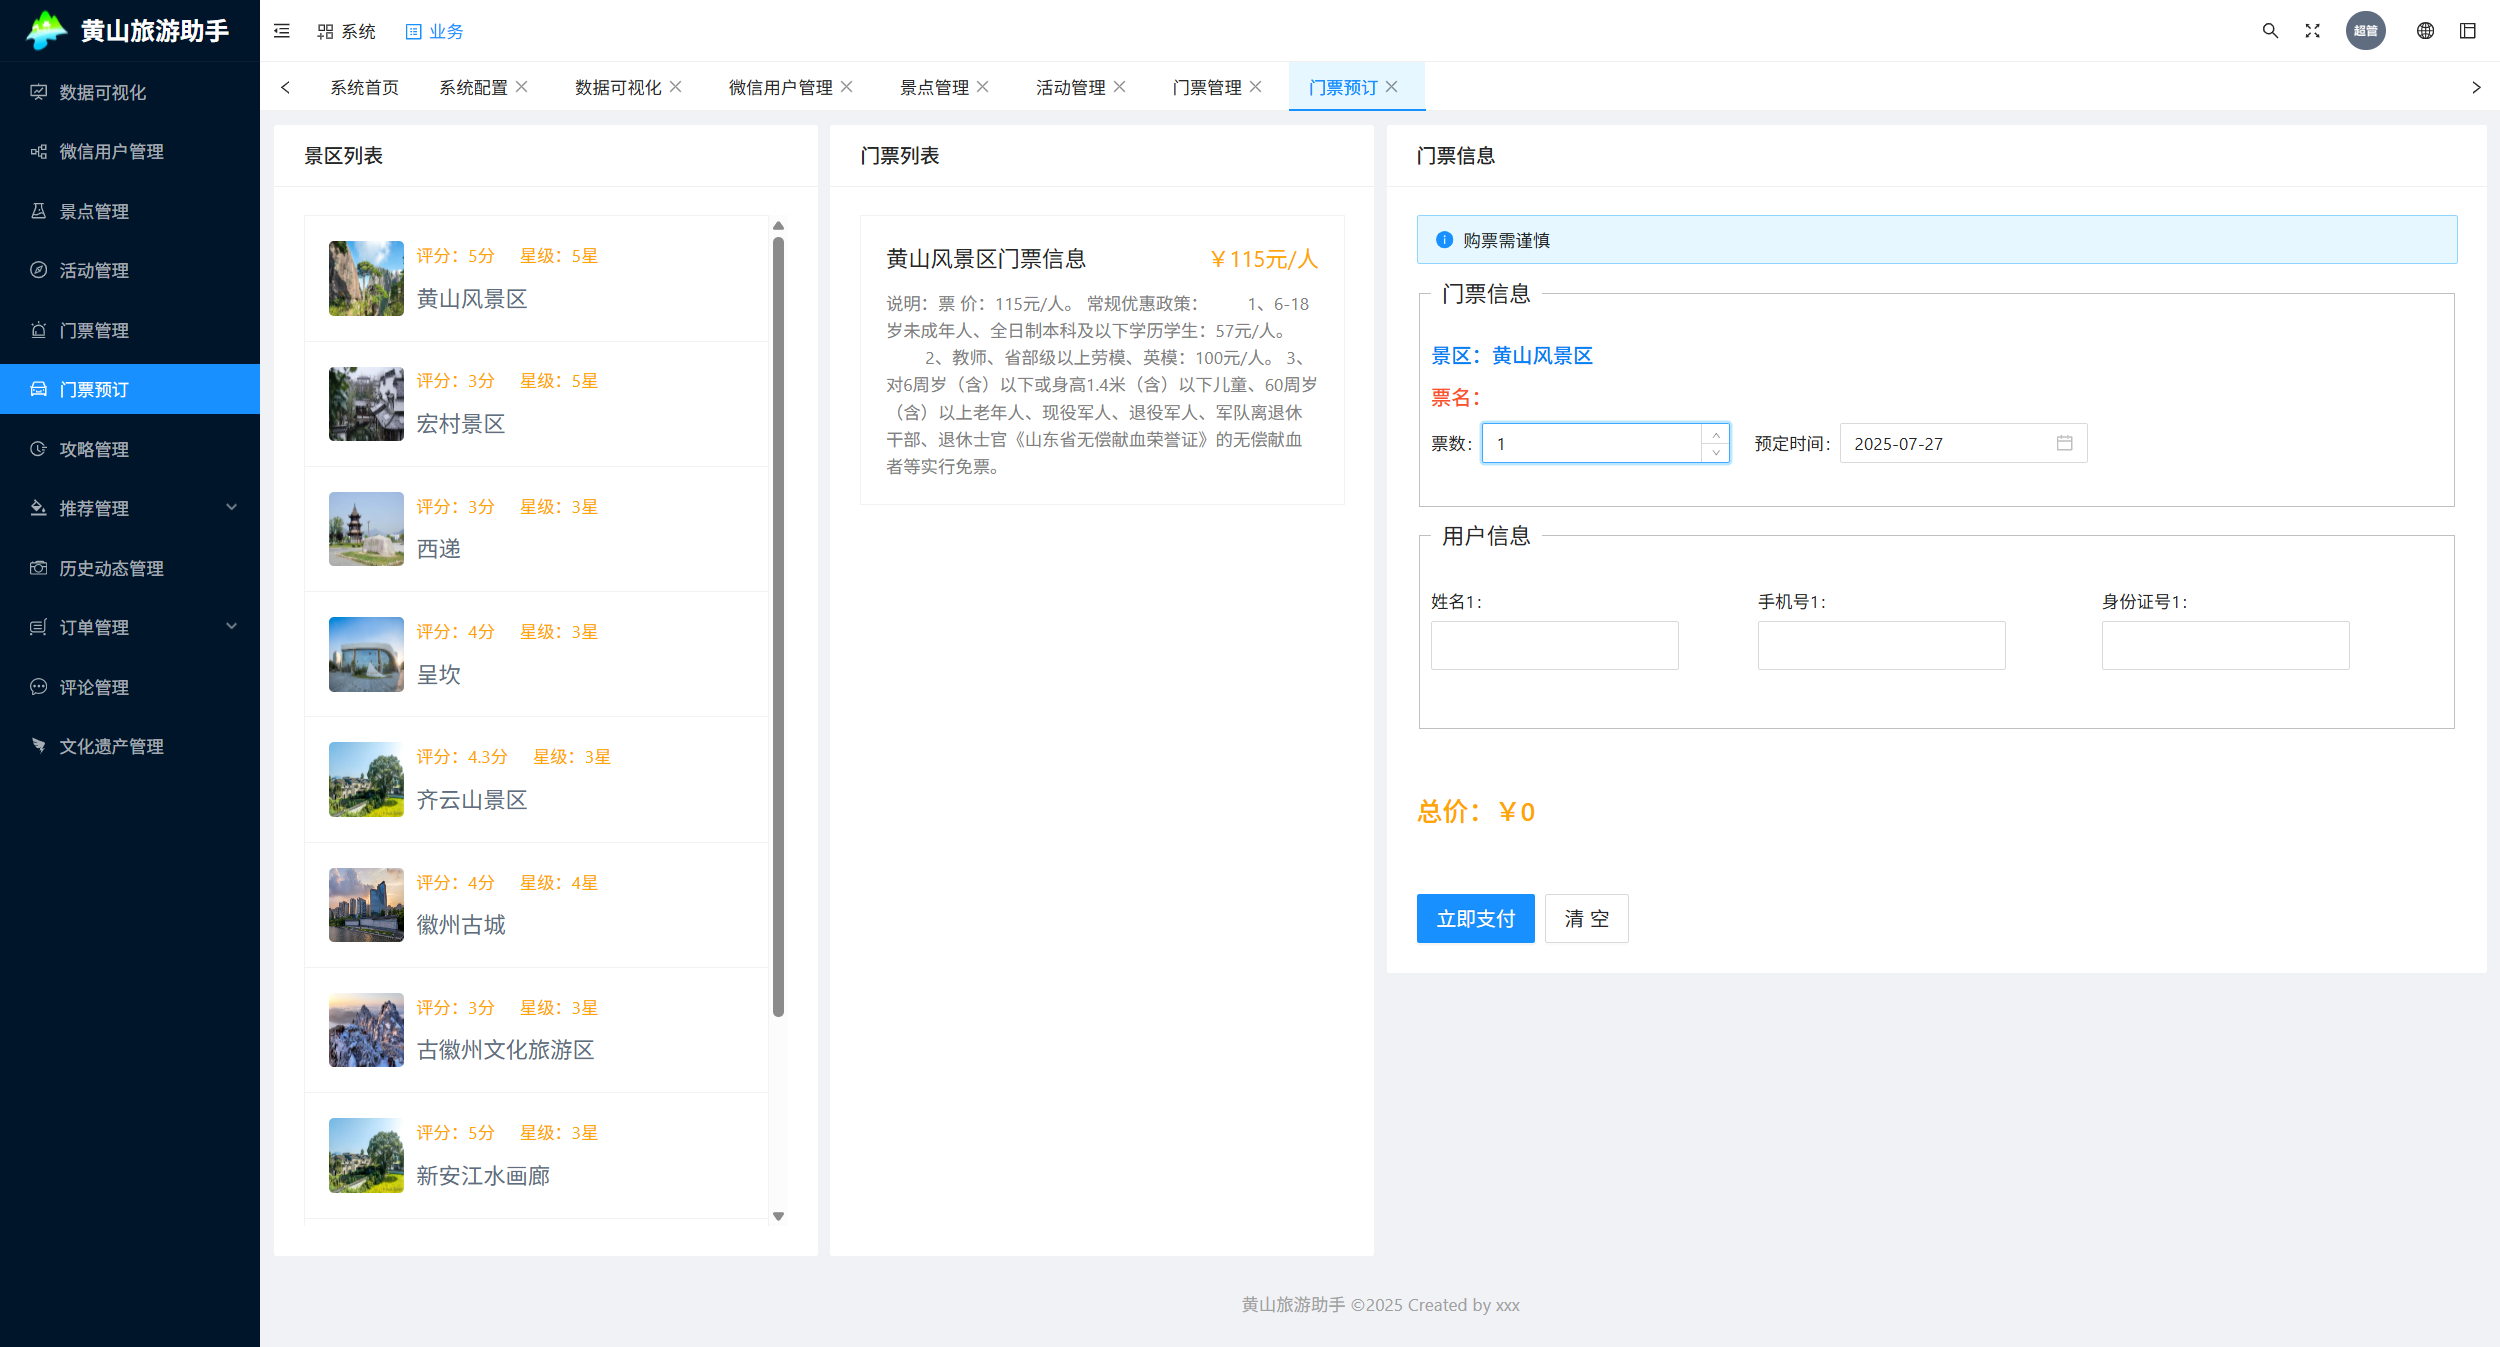 黄山旅游助手
系统
业务
超管
系统首页
系统配置
数据可视化
微信用户管理
景点管理
活动管理
门票管理
门票预订
数据可视化
微信用户管理
景点管理
活动管理
门票管理
门票预订
攻略管理
推荐管理
历史动态管理
订单管理
评论管理
文化遗产管理
景区列表
评分：5分 星级：5星
黄山风景区
评分：3分 星级：5星
宏村景区
评分：3分 星级：3星
西递
评分：4分 星级：3星
呈坎
评分：4.3分 星级：3星
齐云山景区
评分：4分 星级：4星
徽州古城
评分：3分 星级：3星
古徽州文化旅游区
评分：5分 星级：3星
新安江水画廊
门票列表
黄山风景区门票信息 ￥115元/人
说明：票 价：115元/人。 常规优惠政策： 1、6-18
岁未成年人、全日制本科及以下学历学生：57元/人。
2、教师、省部级以上劳模、英模：100元/人。 3、
对6周岁（含）以下或身高1.4米（含）以下儿童、60周岁
（含）以上老年人、现役军人、退役军人、军队离退休
干部、退休士官《山东省无偿献血荣誉证》的无偿献血
者等实行免票。
门票信息
购票需谨慎
门票信息
景区：黄山风景区
票名：
票数： 1 预定时间： 2025-07-27
用户信息
姓名1： 手机号1： 身份证号1：
总价：￥0
立即支付 清 空
黄山旅游助手 ©2025 Created by xxx